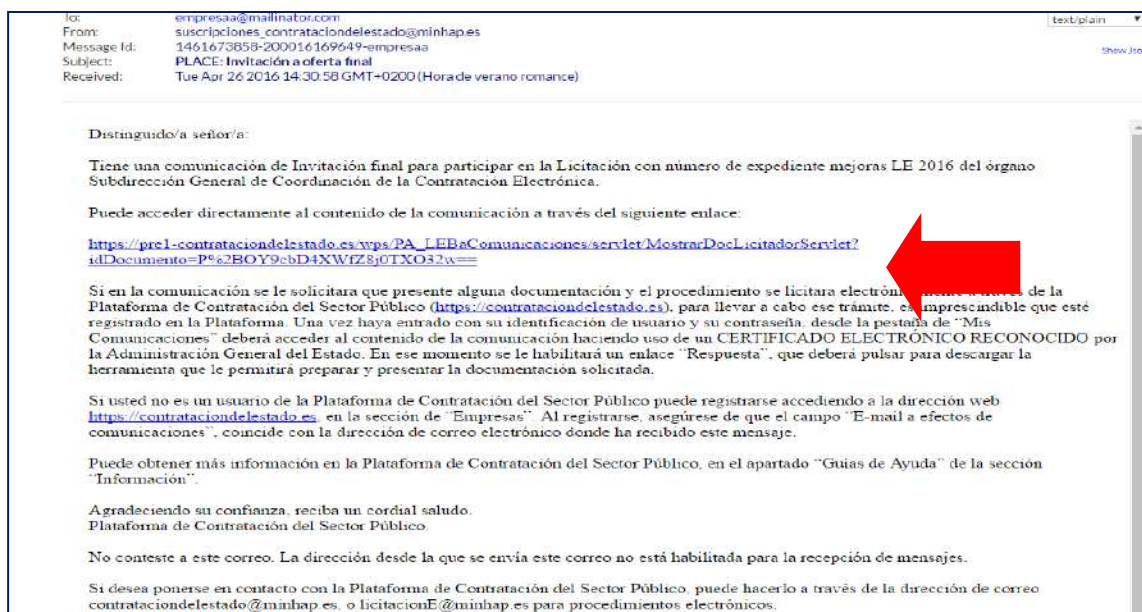 To: empresaa@mailinator.com
text/plain
From: suscripciones_contrataciondelestado@minhap.es
Message Id: 1461673858-200016169649-empresaa
Show Jso
Subject: PLACE: Invitación a oferta final
Received: Tue Apr 26 2016 14:30:58 GMT+0200 (Hora de verano romance)
Distinguido/a señor/a:
Tiene una comunicación de Invitación final para participar en la Licitación con número de expediente mejoras LE 2016 del órgano
Subdirección General de Coordinación de la Contratación Electrónica.
Puede acceder directamente al contenido de la comunicación a través del siguiente enlace:
https://pre1-contrataciondelestado.es/wps/PA_LEBaComunicaciones/servlet/MostrarDocLicitadorServlet?
idDocumento=P%2BOY9cbD4XWfZ8j0TXO32w==
Si en la comunicación se le solicitara que presente alguna documentación y el procedimiento se licitara a través de la
Plataforma de Contratación del Sector Público (https://contrataciondelestado.es), para llevar a cabo ese trámite, es imprescindible que esté
registrado en la Plataforma. Una vez haya entrado con su identificación de usuario y su contraseña, desde la pestaña de "Mis
Comunicaciones" deberá acceder al contenido de la comunicación haciendo uso de un CERTIFICADO ELECTRÓNICO RECONOCIDO por
la Administración General del Estado. En ese momento se le habilitará un enlace "Respuesta", que deberá pulsar para descargar la
herramienta que le permitirá preparar y presentar la documentación solicitada.
Si usted no es un usuario de la Plataforma de Contratación del Sector Público puede registrarse accediendo a la dirección web
https://contrataciondelestado.es, en la sección de "Empresas". Al registrarse, asegúrese de que el campo "E-mail a efectos de
comunicaciones", coincide con la dirección de correo electrónico donde ha recibido este mensaje.
Puede obtener más información en la Plataforma de Contratación del Sector Público, en el apartado "Guias de Ayuda" de la sección
"Información".
Agradeciendo su confianza, reciba un cordial saludo.
Plataforma de Contratación del Sector Público.
No conteste a este correo. La dirección desde la que se envía este correo no está habilitada para la recepción de mensajes.
Si desea ponerse en contacto con la Plataforma de Contratación del Sector Público, puede hacerlo a través de la dirección de correo
contrataciondelestado@minhap.es, o licitacionE@minhap.es para procedimientos electrónicos.